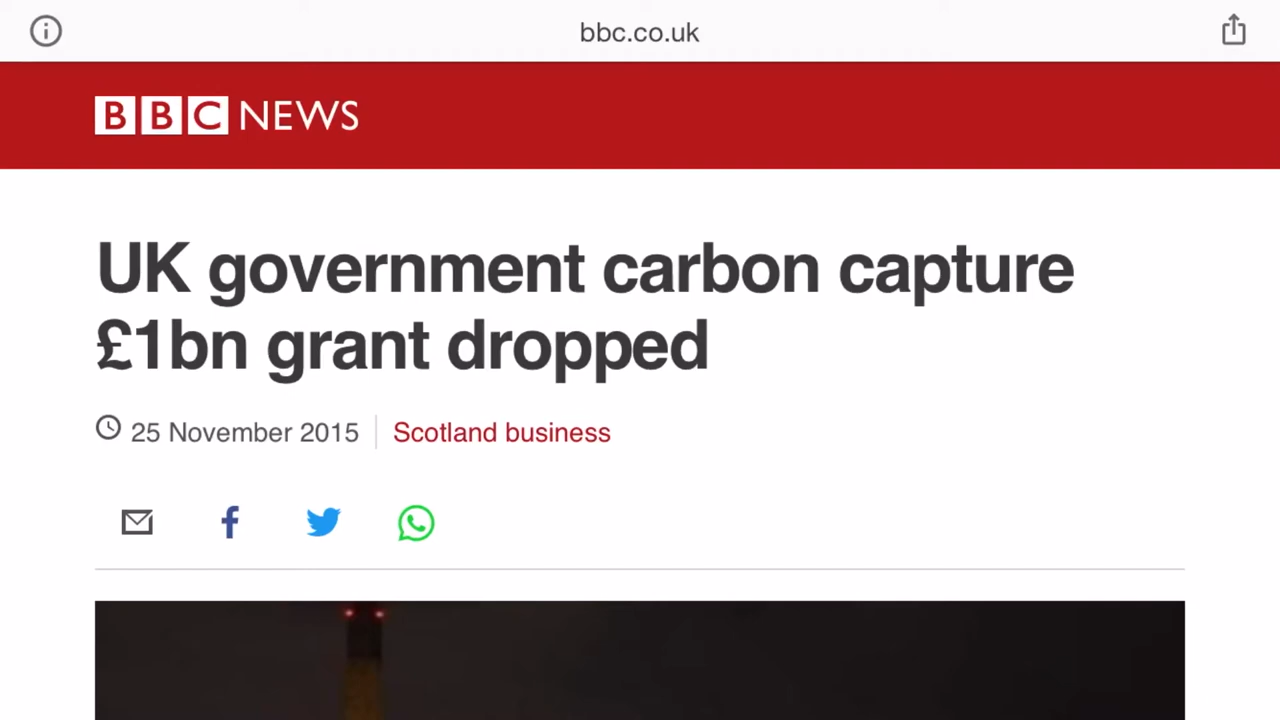 bbc.co.uk
BBC NEWS
UK government carbon capture
£1bn grant dropped
25 November 2015 Scotland business